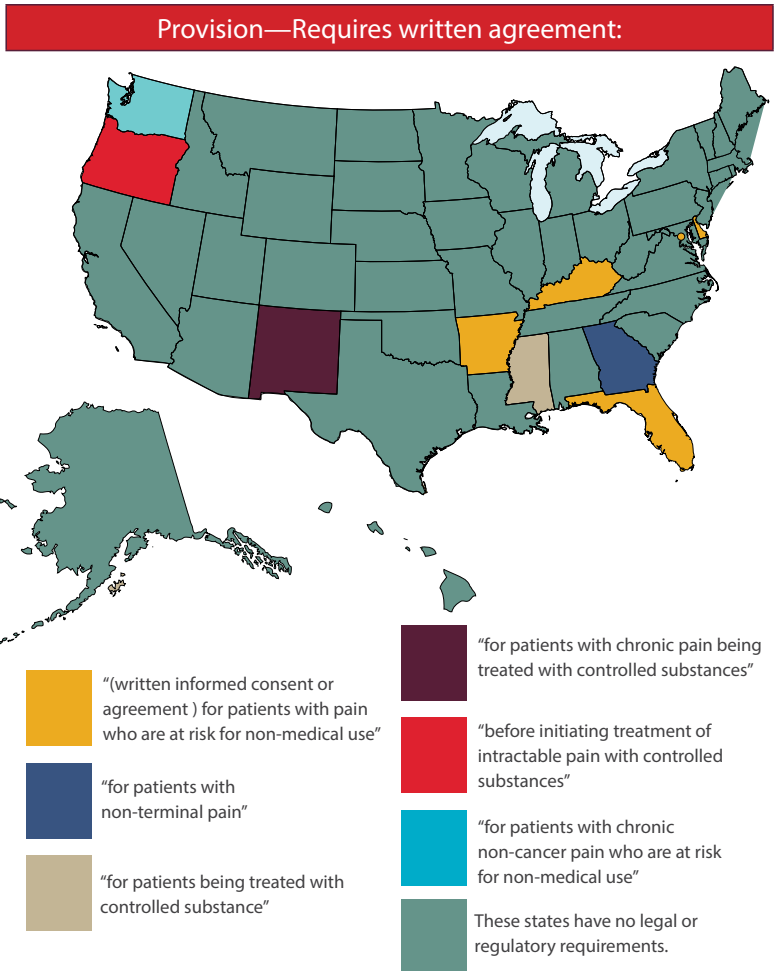 Provision—Requires written agreement:
“(written informed consent or
agreement ) for patients with pain
who are at risk for non-medical use”
“for patients with
non-terminal pain”
“for patients being treated with
controlled substance”
“for patients with chronic pain being
treated with controlled substances”
“before initiating treatment of
intractable pain with controlled
substances”
“for patients with chronic
non-cancer pain who are at risk
for non-medical use”
These states have no legal or
regulatory requirements.